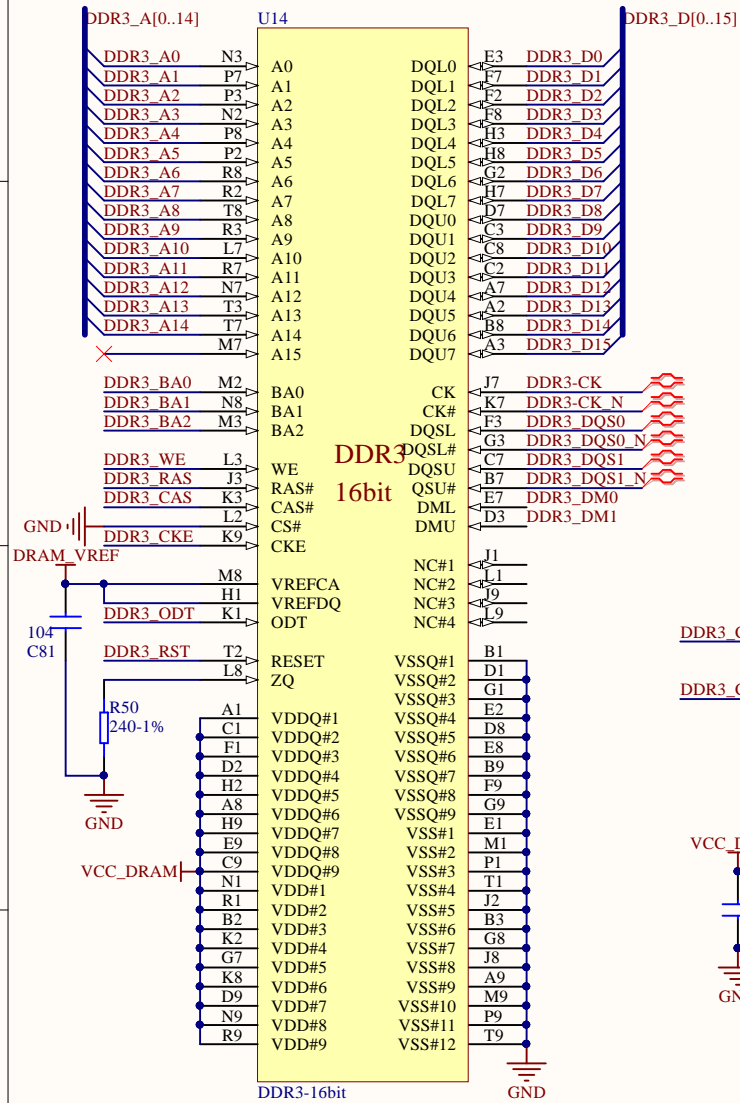 DDR3_A[0..14] U14 DDR3_D[0..15]
DDR3_A0 N3 A0 DQL0 E3 DDR3_D0
DDR3_A1 P7 A1 DQL1 F7 DDR3_D1
DDR3_A2 P3 A2 DQL2 F2 DDR3_D2
DDR3_A3 N2 A3 DQL3 F8 DDR3_D3
DDR3_A4 P8 A4 DQL4 H3 DDR3_D4
DDR3_A5 P2 A5 DQL5 H8 DDR3_D5
DDR3_A6 R8 A6 DQL6 G2 DDR3_D6
DDR3_A7 R2 A7 DQL7 H7 DDR3_D7
DDR3_A8 T8 A8 DQU0 D7 DDR3_D8
DDR3_A9 R3 A9 DQU1 C3 DDR3_D9
DDR3_A10 L7 A10 DQU2 C8 DDR3_D10
DDR3_A11 R7 A11 DQU3 C2 DDR3_D11
DDR3_A12 N7 A12 DQU4 A7 DDR3_D12
DDR3_A13 T3 A13 DQU5 A2 DDR3_D13
DDR3_A14 T7 A14 DQU6 B8 DDR3_D14
M7 A15 DQU7 A3 DDR3_D15
DDR3_BA0 M2 BA0 CK J7 DDR3-CK
DDR3_BA1 N8 BA1 CK# K7 DDR3-CK_N
DDR3_BA2 M3 BA2 DQSL F3 DDR3_DQS0
DDR3 DQSL# G3 DDR3_DQS0_N
DDR3_WE L3 WE DQSU C7 DDR3_DQS1
DDR3_RAS J3 RAS# 16bit QSU# B7 DDR3_DQS1_N
DDR3_CAS K3 CAS# DML E7 DDR3_DM0
GND L2 CS# DMU D3 DDR3_DM1
DDR3_CKE K9 CKE
DRAM_VREF
NC#1 J1
M8 VREFCA NC#2 L1
H1 VREFDQ NC#3 J9
DDR3_ODT K1 ODT NC#4 L9
104
C81
DDR3_C
DDR3_RST T2 RESET VSSQ#1 B1
L8 ZQ VSSQ#2 D1
DDR3_C
VSSQ#3 G1
R50
240-1%
A1 VDDQ#1 VSSQ#4 E2
C1 VDDQ#2 VSSQ#5 D8
F1 VDDQ#3 VSSQ#6 E8
D2 VDDQ#4 VSSQ#7 B9
H2 VDDQ#5 VSSQ#8 F9
A8 VDDQ#6 VSSQ#9 G9
GND
H9 VDDQ#7 VSS#1 E1
E9 VDDQ#8 VSS#2 M1
VCC_D
VCC_DRAM C9 VDDQ#9 VSS#3 P1
N1 VDD#1 VSS#4 T1
R1 VDD#2 VSS#5 J2
B2 VDD#3 VSS#6 B3
K2 VDD#4 VSS#7 G8
G7 VDD#5 VSS#8 J8
K8 VDD#6 VSS#9 A9
GN
D9 VDD#7 VSS#10 M9
N9 VDD#8 VSS#11 P9
R9 VDD#9 VSS#12 T9
DDR3-16bit GND